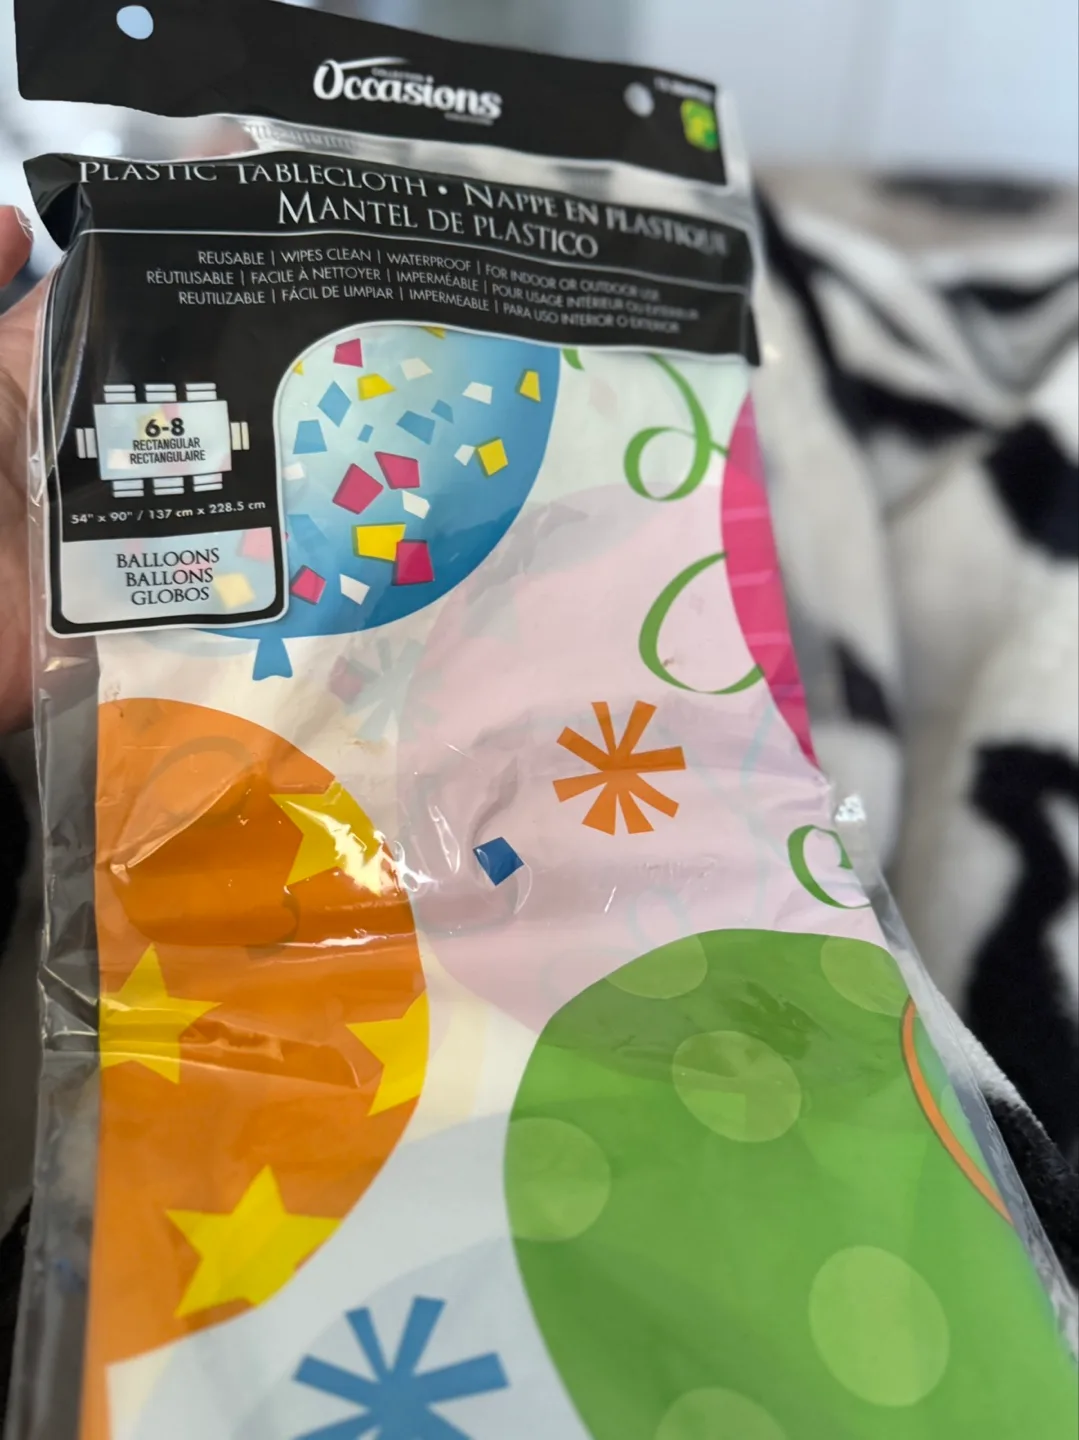 Occasions
PLASTIC TABLECLOTH • NAPPE EN PLASTIQUE
MANTEL DE PLASTICO
REUSABLE | WIPES CLEAN | WATERPROOF | FOR INDOOR OR OUTDOOR USE
RÉUTILISABLE | FACILE À NETTOYER | IMPERMÉABLE | POUR USAGE INTÉRIEUR OU EXTÉRIEUR
REUTILIZABLE | FÁCIL DE LIMPIAR | IMPERMEABLE | PARA USO INTERIOR O EXTERIOR
6-8
RECTANGULAR
RECTANGULAIRE
54" x 90" / 137 cm x 228.5 cm
BALLOONS
BALLONS
GLOBOS